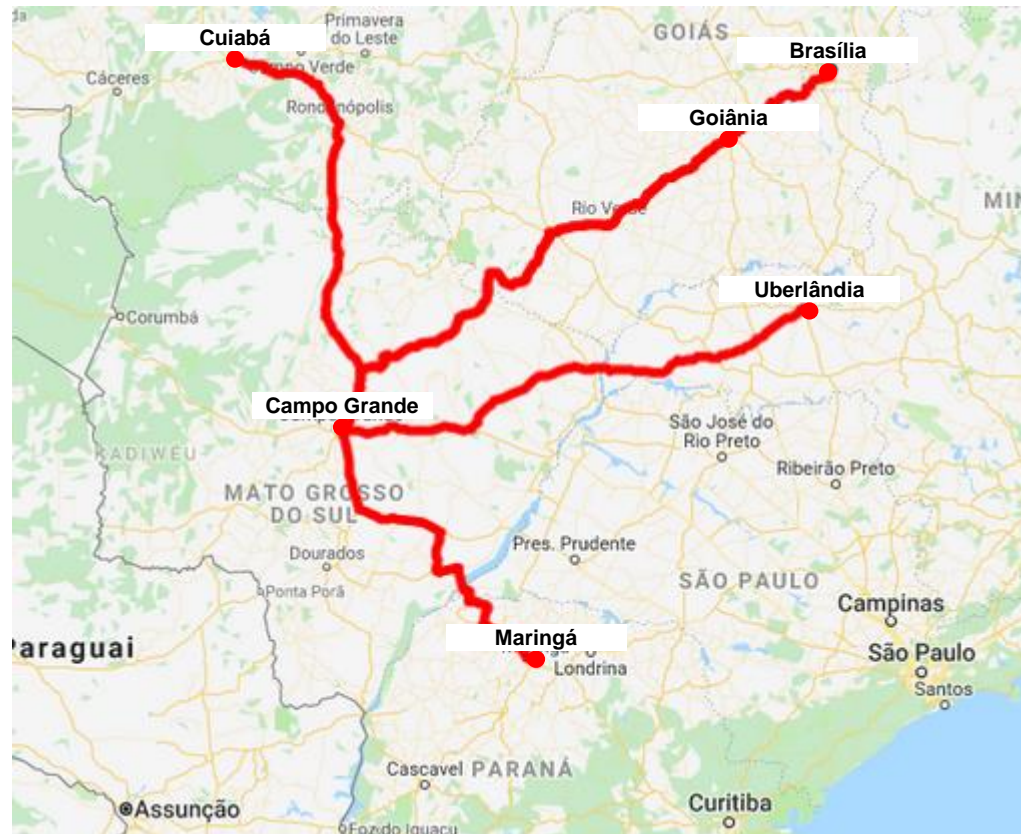 Cuiabá
Primavera
do Leste
GOIÁS
Brasília
Cáceres
Rondonópolis
Goiânia
Rio Verde
MIN
Uberlândia
Corumbá
Campo Grande
São José do
Rio Preto
KADIWÉU
Ribeirão Preto
MATO GROSSO
DO SUL
Dourados
Pres. Prudente
Ponta Porã
SÃO PAULO
Campinas
Paraguai
Maringá
Londrina
São Paulo
Santos
Cascavel
PARANÁ
Assunção
Curitiba
Foz do Iguaçu